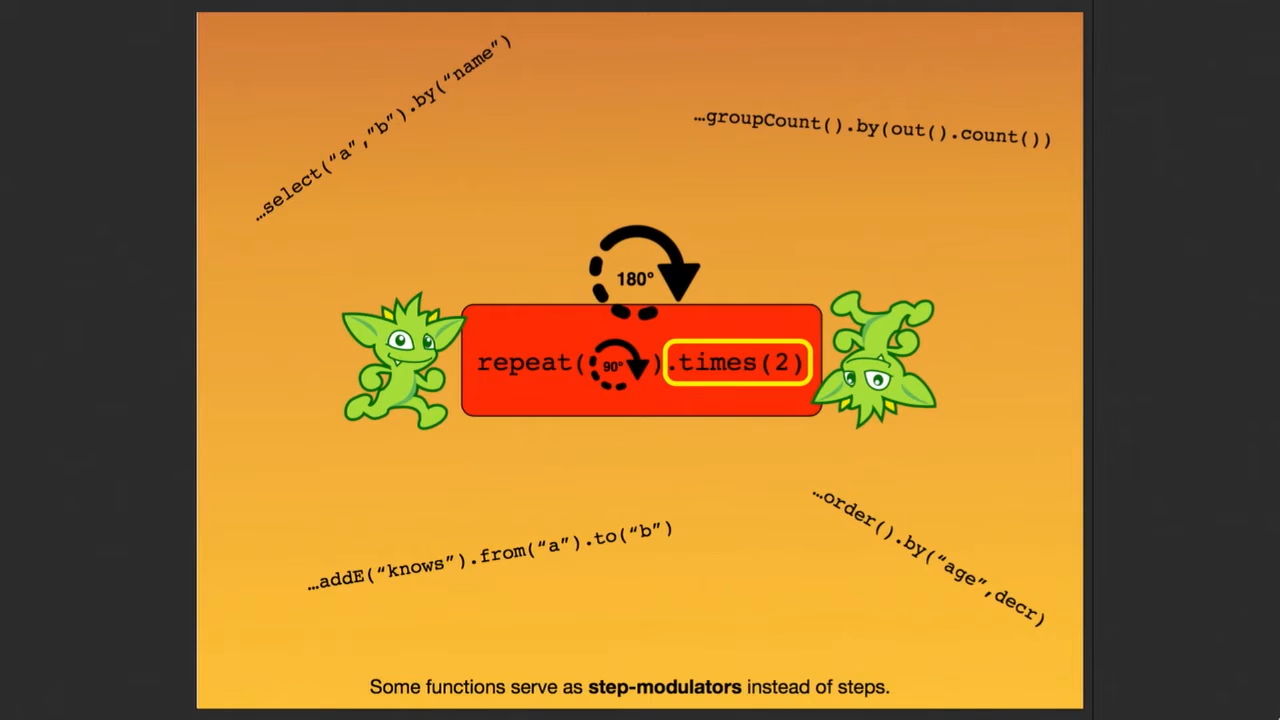 …select(“a”,“b”).by(“name”)
…groupCount().by(out().count())
180°
repeat( 90° ).times(2)
…order().by(“age”,decr)
…addE(“knows”).from(“a”).to(“b”)
Some functions serve as step-modulators instead of steps.